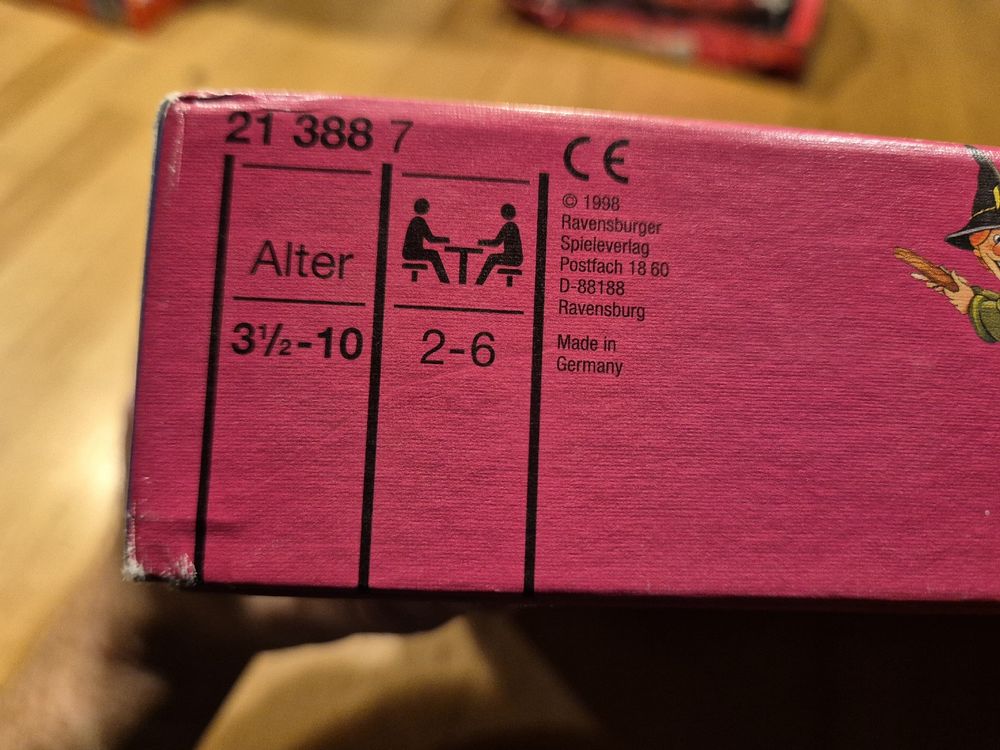 21 388 7
Alter
3½-10
2-6
CE
© 1998
Ravensburger
Spieleverlag
Postfach 18 60
D-88188
Ravensburg
Made in
Germany